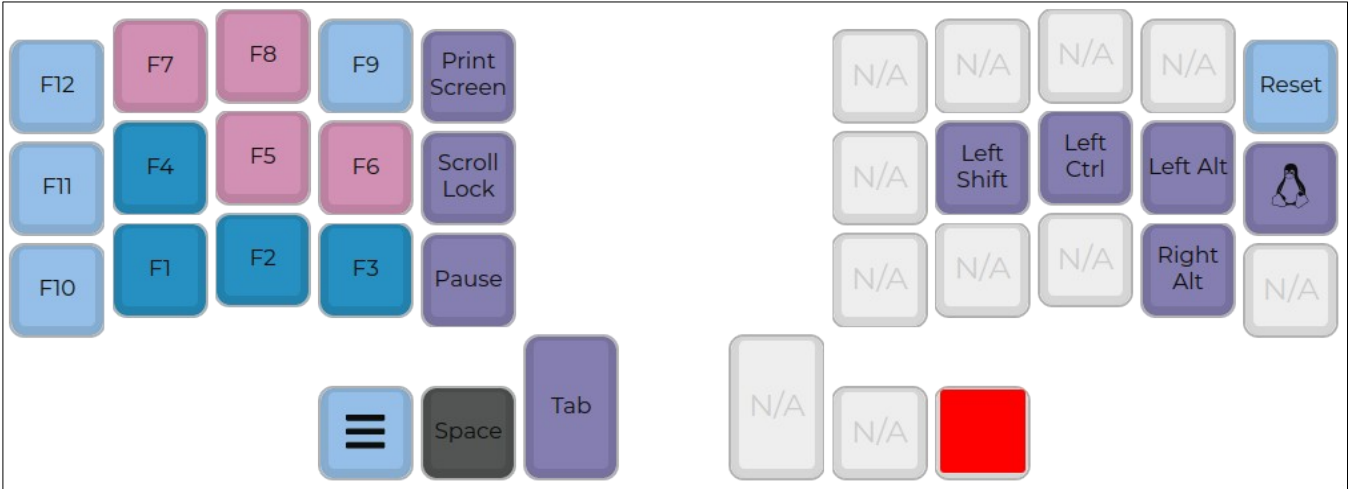 F12
F7
F8
F9
Print
Screen
N/A
N/A
N/A
N/A
Reset
F11
F4
F5
F6
Scroll
Lock
N/A
Left
Shift
Left
Ctrl
Left Alt
F10
F1
F2
F3
Pause
N/A
N/A
N/A
Right
Alt
N/A
Space
Tab
N/A
N/A